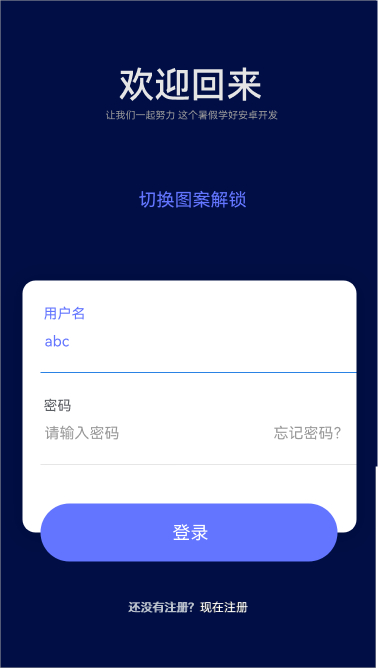 欢迎回来
让我们一起努力 这个暑假学好安卓开发
切换图案解锁
用户名
abc
密码
请输入密码 忘记密码?
登录
还没有注册? 现在注册